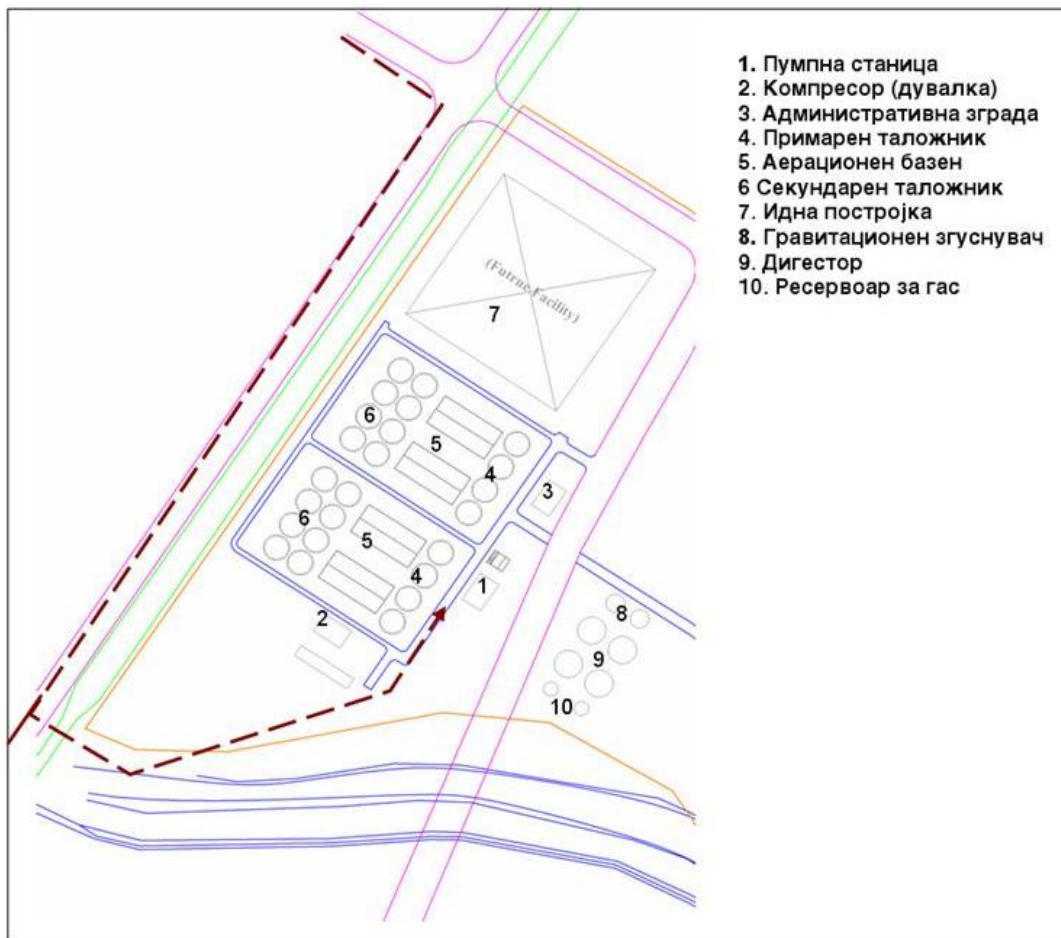 1. Пумпна станица
2. Компресор (дувалка)
3. Административна зграда
4. Примарен таложник
5. Аерационен базен
6 Секундарен таложник
7. Идна постројка
8. Гравитационен згуснувач
9. Дигестор
10. Ресервоар за гас
(Futrue Facility)
7
6
5
4
3
6
5
4
1
2
8
9
10